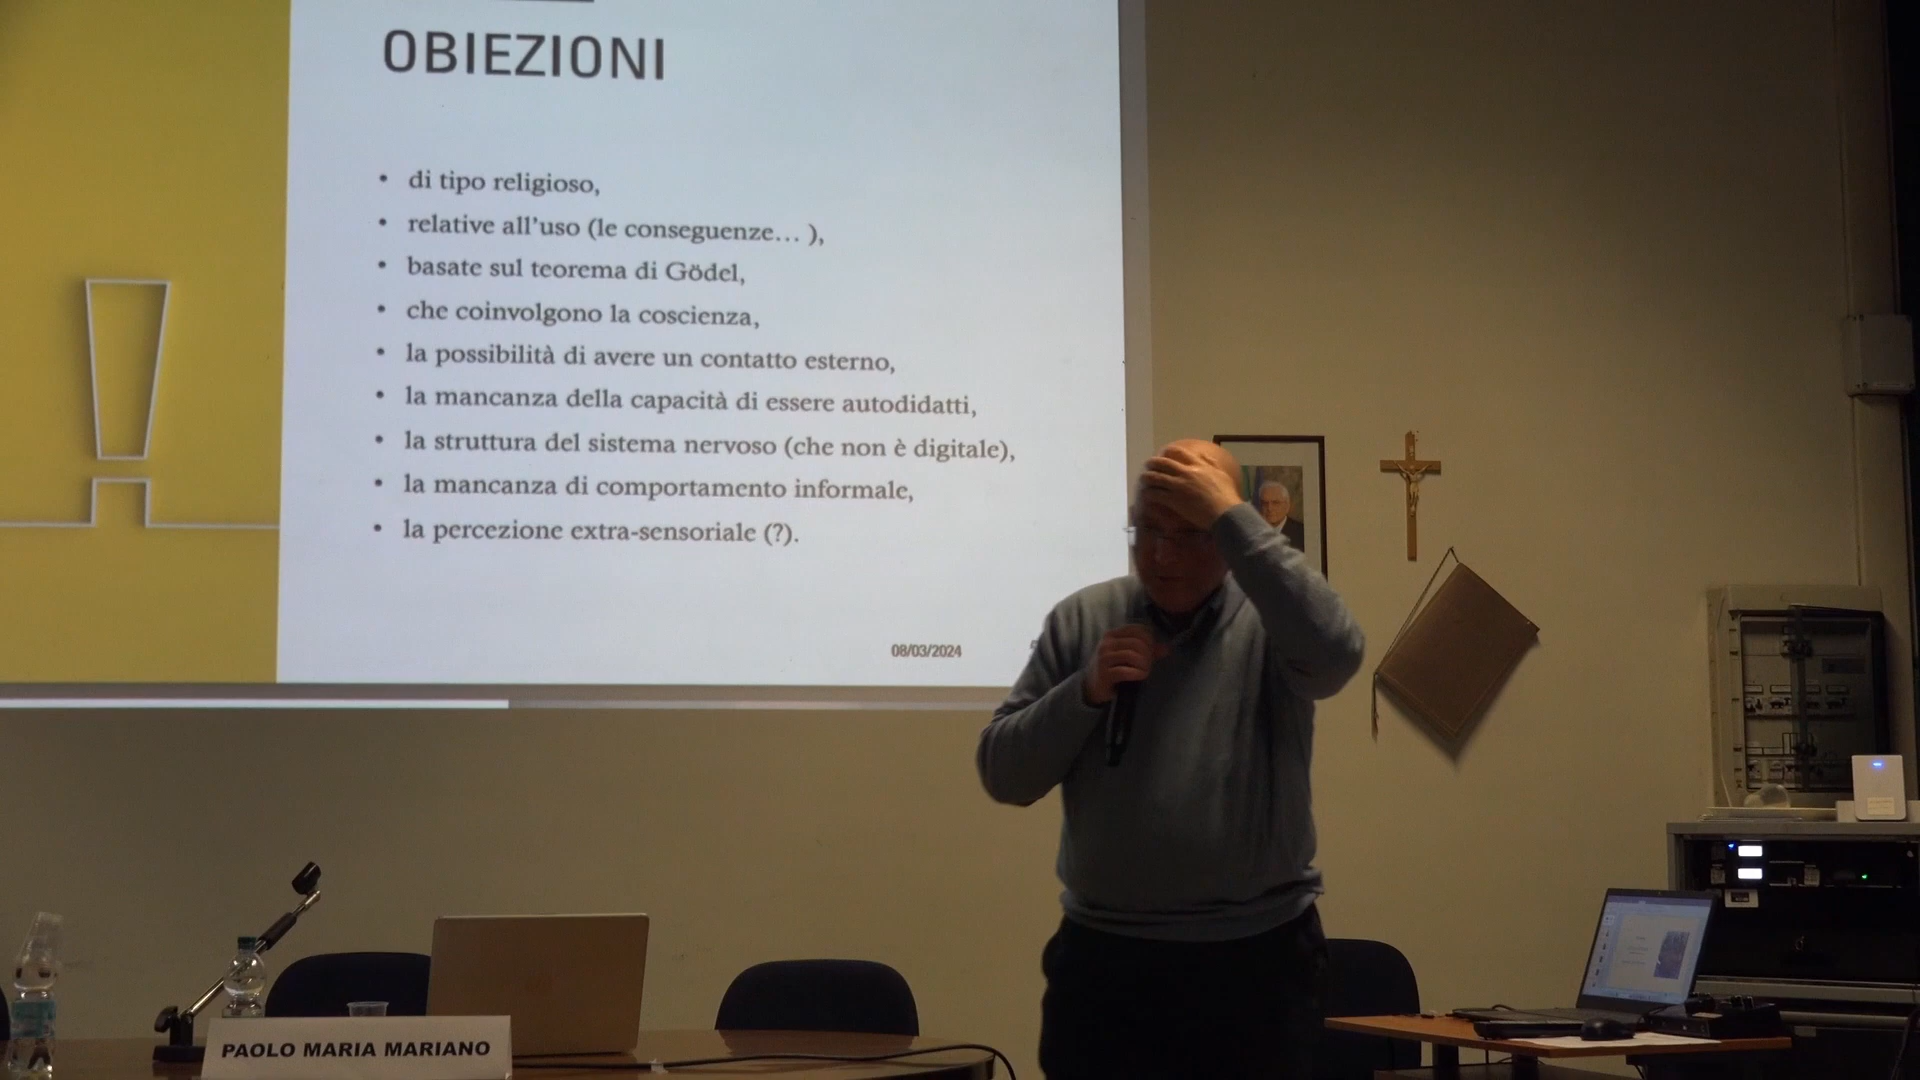 OBIEZIONI
• di tipo religioso,
• relative all'uso (le conseguenze… ),
• basate sul teorema di Gödel,
• che coinvolgono la coscienza,
• la possibilità di avere un contatto esterno,
• la mancanza della capacità di essere autodidatti,
• la struttura del sistema nervoso (che non è digitale),
• la mancanza di comportamento informale,
• la percezione extra-sensoriale (?).
08/03/2024
PAOLO MARIA MARIANO